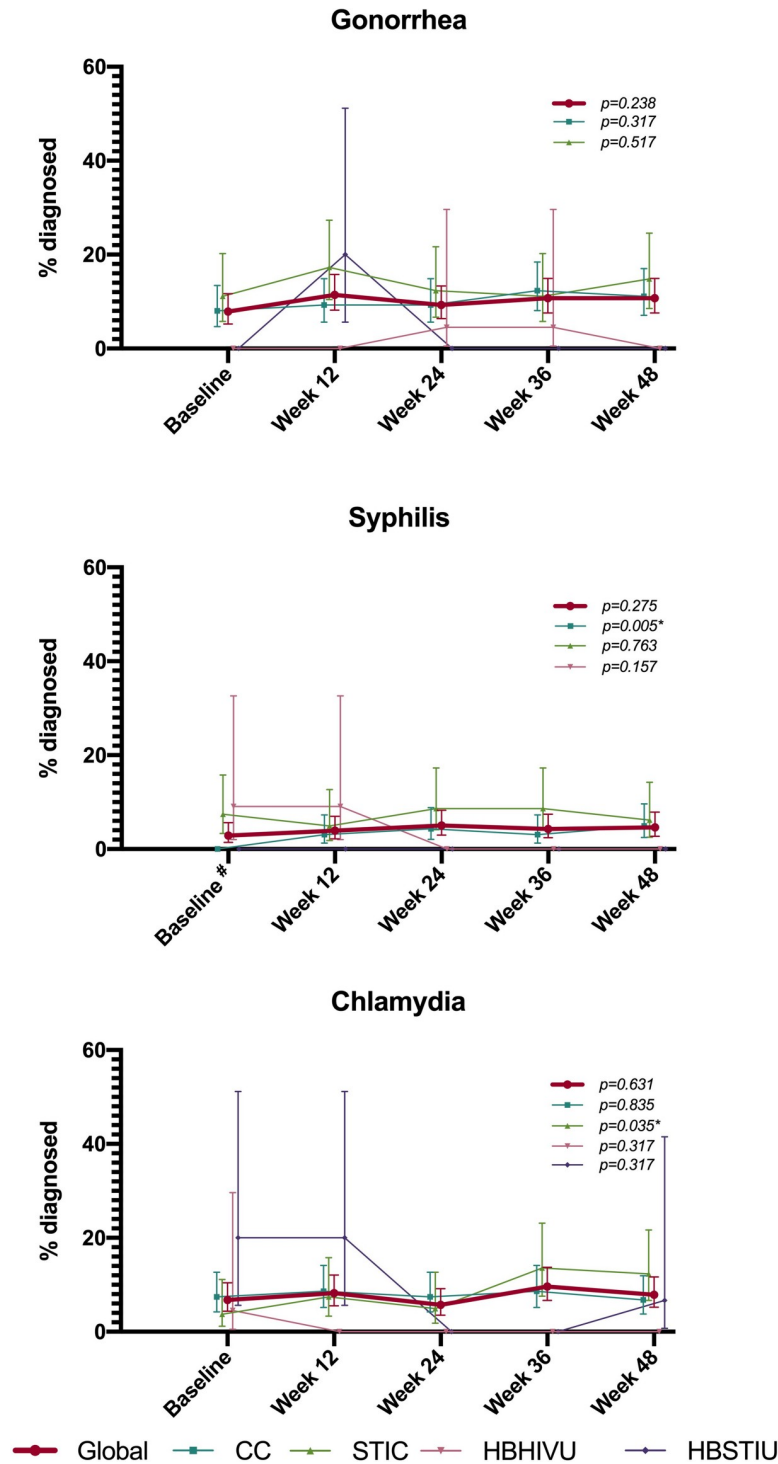 Gonorrhea
60
40
20
0
% diagnosed
p=0.238
p=0.317
p=0.517
Baseline
Week 12
Week 24
Week 36
Week 48
Syphilis
60
40
20
0
% diagnosed
p=0.275
p=0.005*
p=0.763
p=0.157
Baseline #
Week 12
Week 24
Week 36
Week 48
Chlamydia
60
40
20
0
% diagnosed
p=0.631
p=0.835
p=0.035*
p=0.317
p=0.317
Baseline
Week 12
Week 24
Week 36
Week 48
Global CC STIC HBHIVU HBSTIU